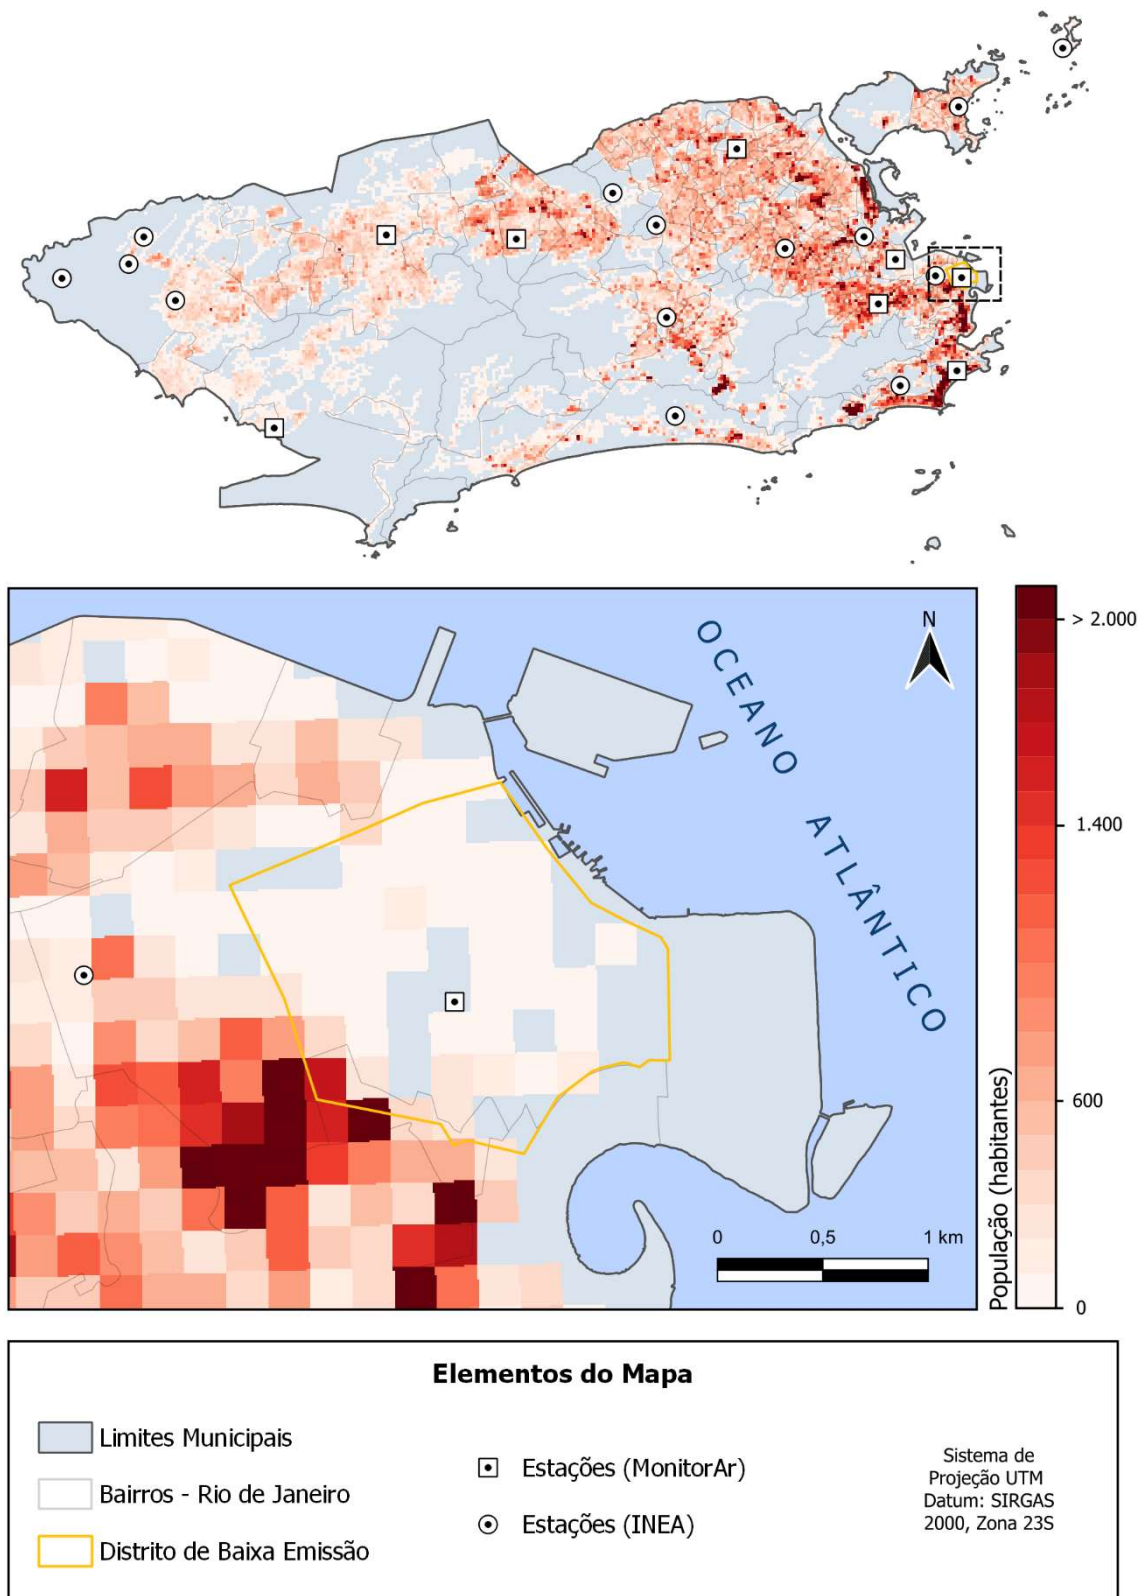 N
OCEANO ATLÂNTICO
> 2.000
1.400
600
0
População (habitantes)
0 0,5 1 km
Elementos do Mapa
Limites Municipais
Bairros - Rio de Janeiro
Distrito de Baixa Emissão
Estações (MonitorAr)
Estações (INEA)
Sistema de
Projeção UTM
Datum: SIRGAS
2000, Zona 23S